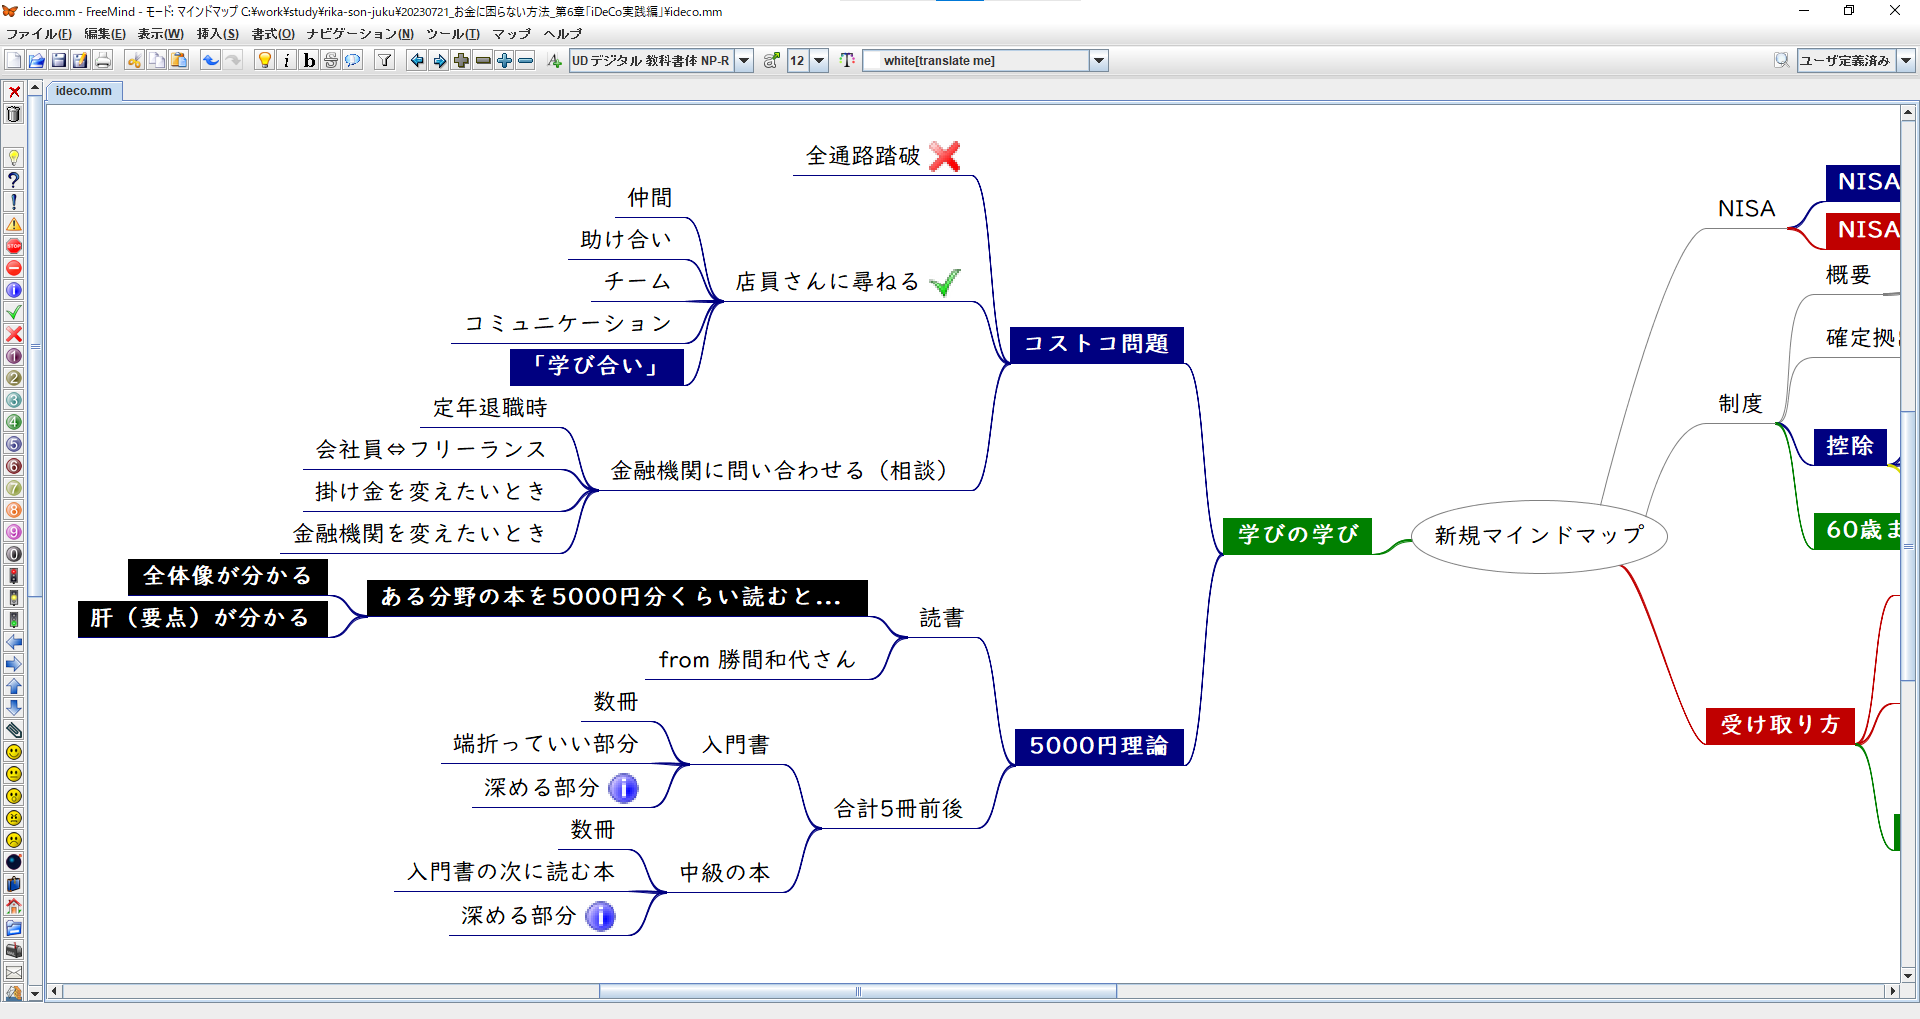 ideco.mm - FreeMind - モード: マインドマップ C:¥work¥study¥rika-son-juku¥20230721_お金に困らない方法_第6章「iDeCo実践編」¥ideco.mm
ファイル(F) 編集(E) 表示(W) 挿入(S) 書式(O) ナビゲーション(N) ツール(T) マップ ヘルプ
UD デジタル 教科書体 NP-R 12 white[translate me] ユーザ定義済み
ideco.mm
全通路踏破
仲間
助け合い
チーム
コミュニケーション
「学び合い」
店員さんに尋ねる
コストコ問題
定年退職時
会社員⇔フリーランス
掛け金を変えたいとき
金融機関を変えたいとき
金融機関に問い合わせる（相談）
学びの学び
新規マインドマップ
全体像が分かる
肝（要点）が分かる
ある分野の本を5000円分くらい読むと...
読書
from 勝間和代さん
5000円理論
数冊
端折っていい部分
深める部分
入門書
合計5冊前後
数冊
入門書の次に読む本
深める部分
中級の本
NISA
NISA
NISA
概要
確定拠
制度
控除
60歳ま
受け取り方